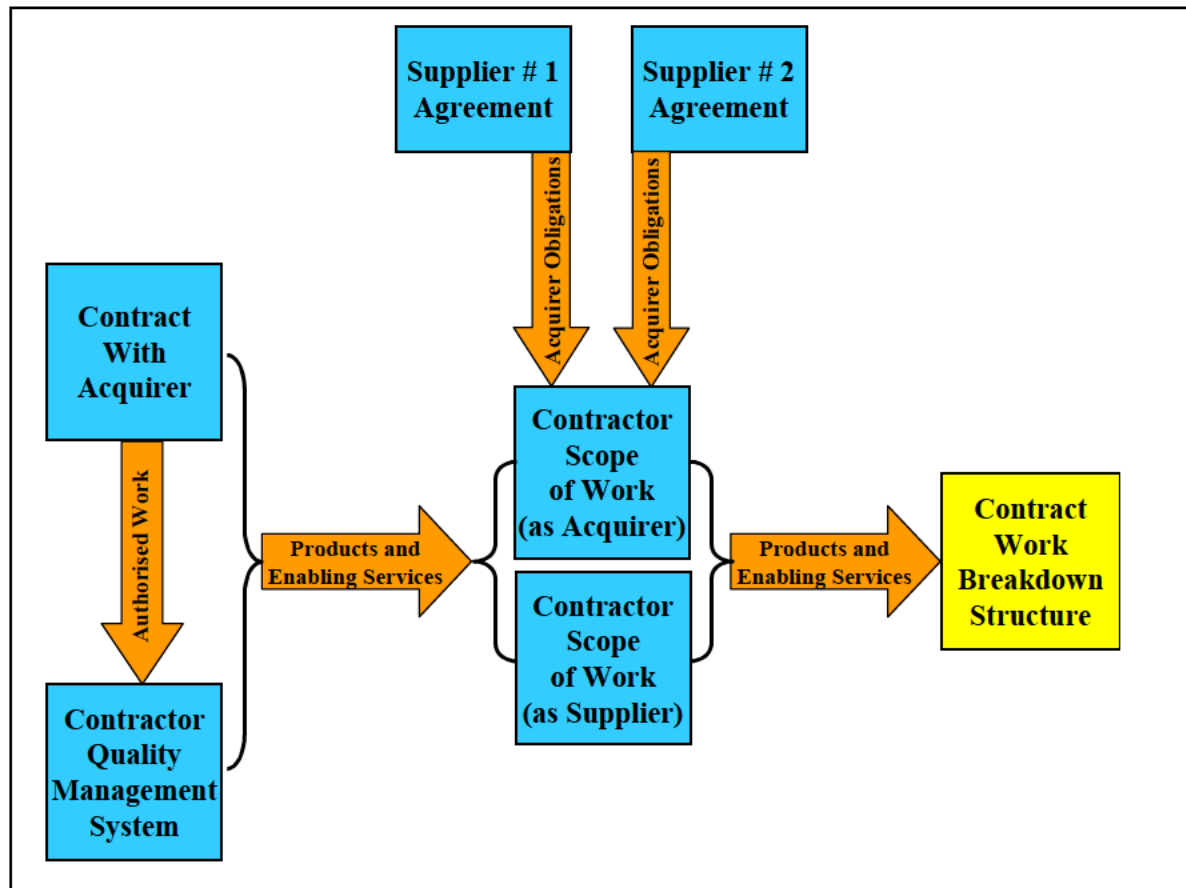 Supplier # 1
Agreement
Supplier # 2
Agreement
Acquirer Obligations
Acquirer Obligations
Contract
With
Acquirer
Authorised Work
Contractor
Quality
Management
System
Products and
Enabling Services
Contractor
Scope
of Work
(as Acquirer)
Contractor
Scope
of Work
(as Supplier)
Products and
Enabling Services
Contract
Work
Breakdown
Structure